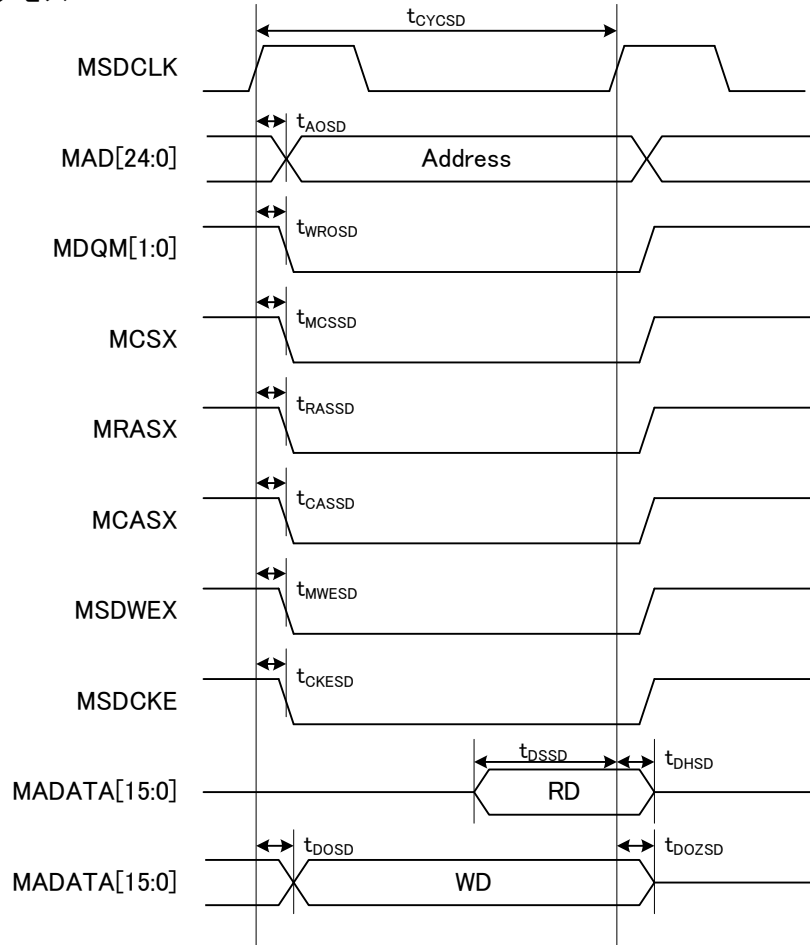 tCYCSD
MSDCLK
tAOSD
MAD[24:0]
Address
tWROSD
MDQM[1:0]
tMCSSD
MCSX
tRASSD
MRASX
tCASSD
MCASX
tMWESD
MSDWEX
tCKESD
MSDCKE
tDSSD
tDHSD
MADATA[15:0]
RD
tDOSD
tDOZSD
MADATA[15:0]
WD